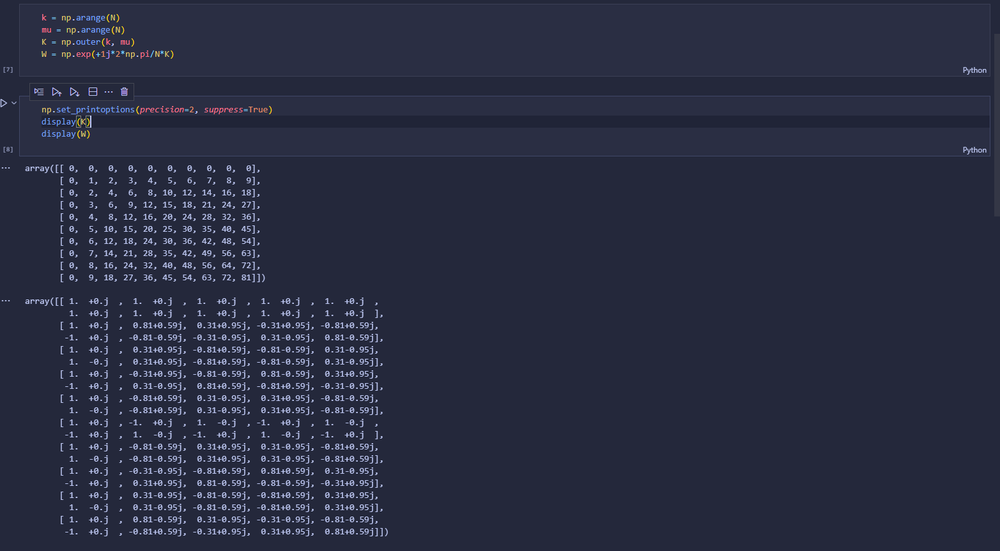 k = np.arange(N)
mu = np.arange(N)
K = np.outer(k, mu)
W = np.exp(+1j*2*np.pi/N*K)
[7]
Python
np.set_printoptions(precision=2, suppress=True)
display(K)
display(W)
[8]
Python
... array([[ 0,  0,  0,  0,  0,  0,  0,  0,  0,  0],
       [ 0,  1,  2,  3,  4,  5,  6,  7,  8,  9],
       [ 0,  2,  4,  6,  8, 10, 12, 14, 16, 18],
       [ 0,  3,  6,  9, 12, 15, 18, 21, 24, 27],
       [ 0,  4,  8, 12, 16, 20, 24, 28, 32, 36],
       [ 0,  5, 10, 15, 20, 25, 30, 35, 40, 45],
       [ 0,  6, 12, 18, 24, 30, 36, 42, 48, 54],
       [ 0,  7, 14, 21, 28, 35, 42, 49, 56, 63],
       [ 0,  8, 16, 24, 32, 40, 48, 56, 64, 72],
       [ 0,  9, 18, 27, 36, 45, 54, 63, 72, 81]])
... array([[ 1.  +0.j  ,  1.  +0.j  ,  1.  +0.j  ,  1.  +0.j  ,  1.  +0.j  ,
         1.  +0.j  ,  1.  +0.j  ,  1.  +0.j  ,  1.  +0.j  ,  1.  +0.j  ],
       [ 1.  +0.j  ,  0.81+0.59j,  0.31+0.95j, -0.31+0.95j, -0.81+0.59j,
        -1.  +0.j  , -0.81-0.59j, -0.31-0.95j,  0.31-0.95j,  0.81-0.59j],
       [ 1.  +0.j  ,  0.31+0.95j, -0.81+0.59j, -0.81-0.59j,  0.31-0.95j,
         1.  -0.j  ,  0.31+0.95j, -0.81+0.59j, -0.81-0.59j,  0.31-0.95j],
       [ 1.  +0.j  , -0.31+0.95j, -0.81-0.59j,  0.81-0.59j,  0.31+0.95j,
        -1.  +0.j  ,  0.31-0.95j,  0.81+0.59j, -0.81+0.59j, -0.31-0.95j],
       [ 1.  +0.j  , -0.81+0.59j,  0.31-0.95j,  0.31+0.95j, -0.81-0.59j,
         1.  -0.j  , -0.81+0.59j,  0.31-0.95j,  0.31+0.95j, -0.81-0.59j],
       [ 1.  +0.j  , -1.  +0.j  ,  1.  -0.j  , -1.  +0.j  ,  1.  -0.j  ,
        -1.  +0.j  ,  1.  -0.j  , -1.  +0.j  ,  1.  -0.j  , -1.  +0.j  ],
       [ 1.  +0.j  , -0.81-0.59j,  0.31+0.95j,  0.31-0.95j, -0.81+0.59j,
         1.  -0.j  , -0.81-0.59j,  0.31+0.95j,  0.31-0.95j, -0.81+0.59j],
       [ 1.  +0.j  , -0.31-0.95j, -0.81+0.59j,  0.81+0.59j,  0.31-0.95j,
        -1.  +0.j  ,  0.31+0.95j,  0.81-0.59j, -0.81-0.59j, -0.31+0.95j],
       [ 1.  +0.j  ,  0.31-0.95j, -0.81-0.59j, -0.81+0.59j,  0.31+0.95j,
         1.  -0.j  ,  0.31-0.95j, -0.81-0.59j, -0.81+0.59j,  0.31+0.95j],
       [ 1.  +0.j  ,  0.81-0.59j,  0.31-0.95j, -0.31-0.95j, -0.81-0.59j,
        -1.  +0.j  , -0.81+0.59j, -0.31+0.95j,  0.31+0.95j,  0.81+0.59j]])